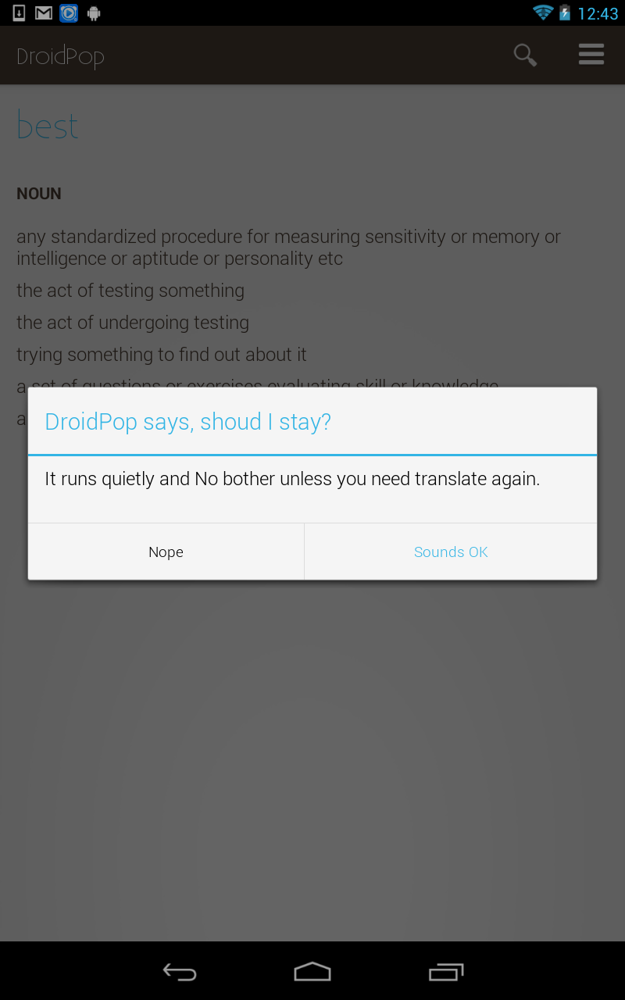 12:43
DroidPop
best
NOUN
any standardized procedure for measuring sensitivity or memory or
intelligence or aptitude or personality etc
the act of testing something
the act of undergoing testing
trying something to find out about it
a set of questions or exercises evaluating skill or knowledge
a
DroidPop says, shoud I stay?
It runs quietly and No bother unless you need translate again.
Nope
Sounds OK